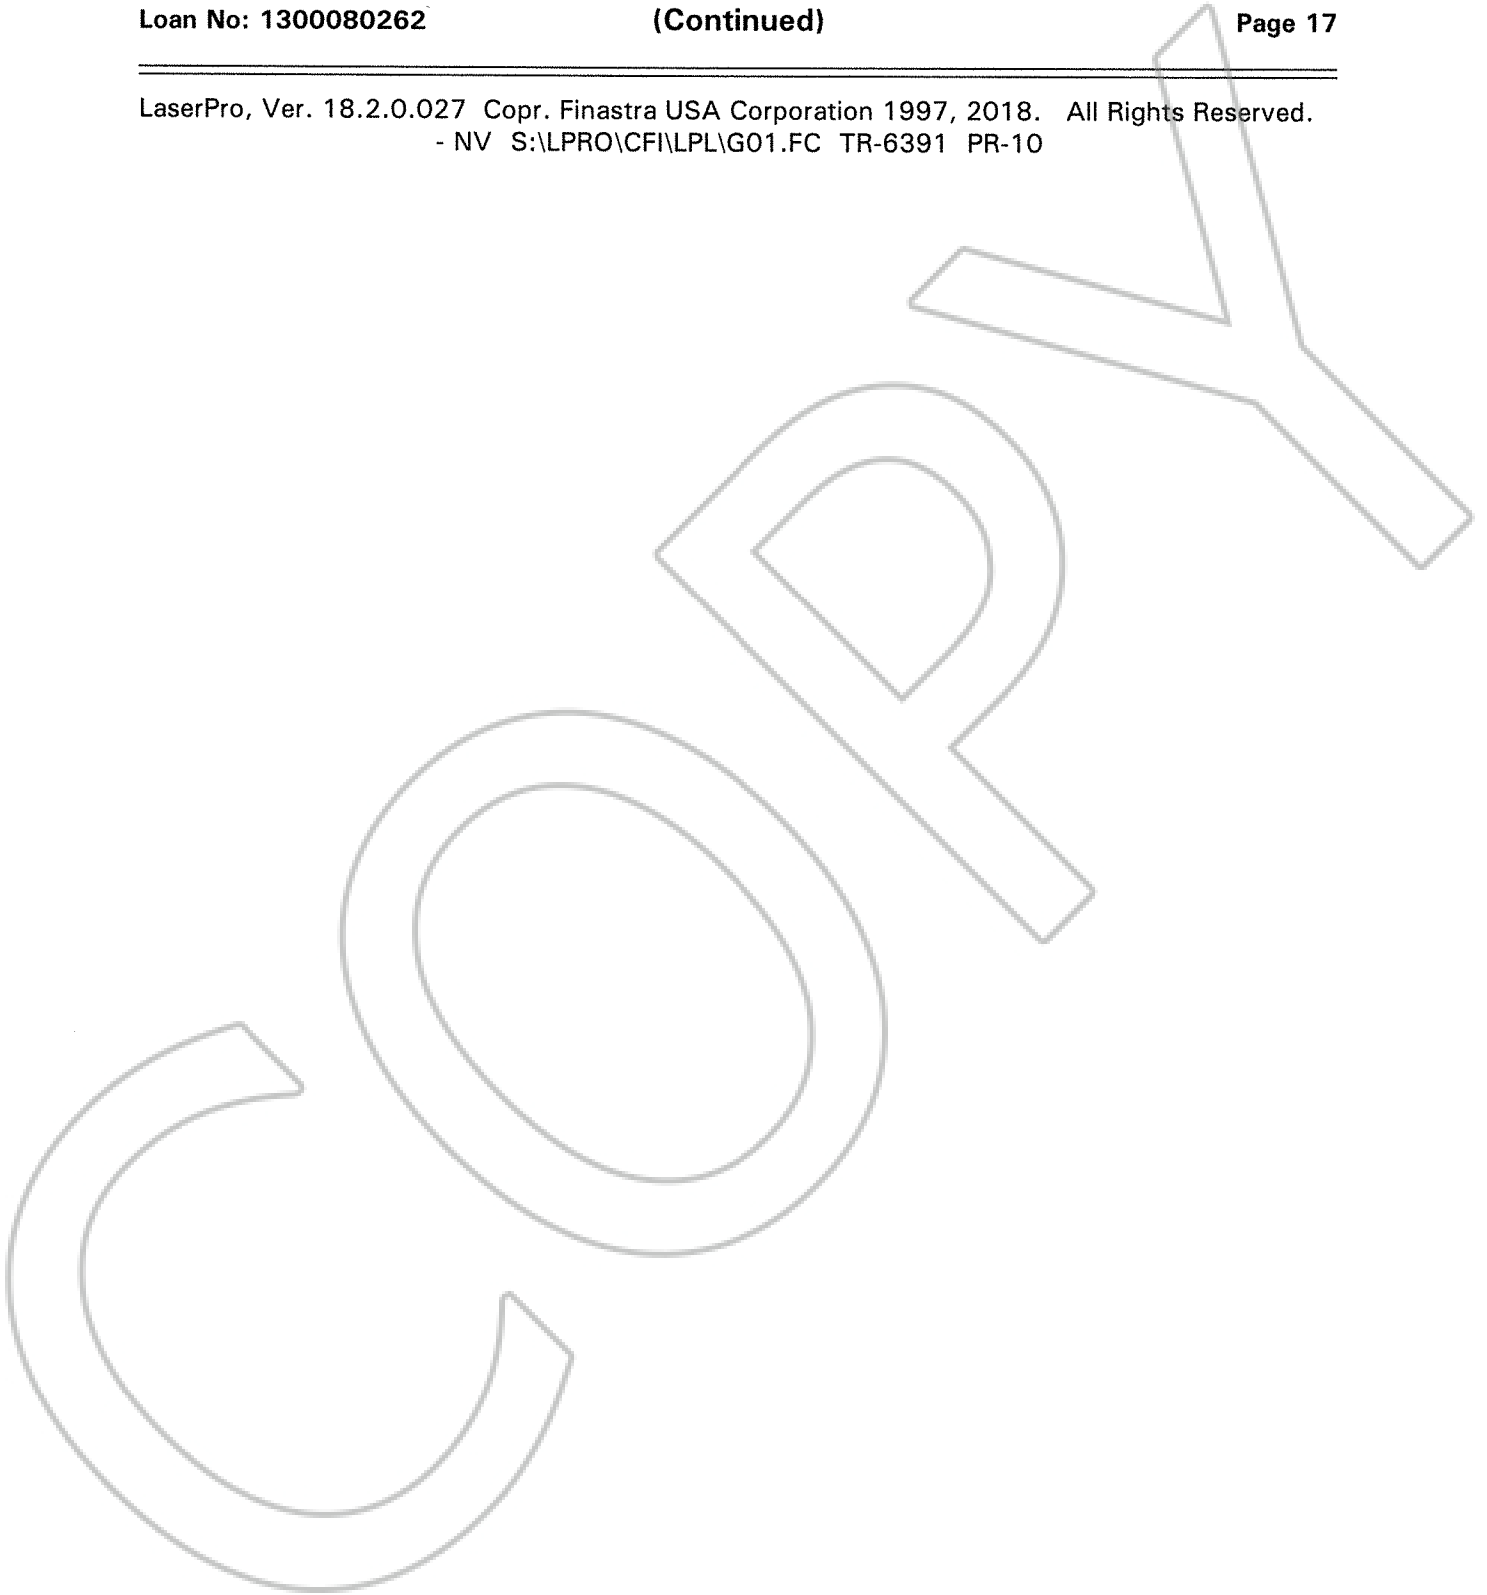 Loan No: 1300080262 (Continued) Page 17
LaserPro, Ver. 18.2.0.027 Copr. Finastra USA Corporation 1997, 2018. All Rights Reserved.
- NV S:\LPRO\CFI\LPL\G01.FC TR-6391 PR-10
COPY